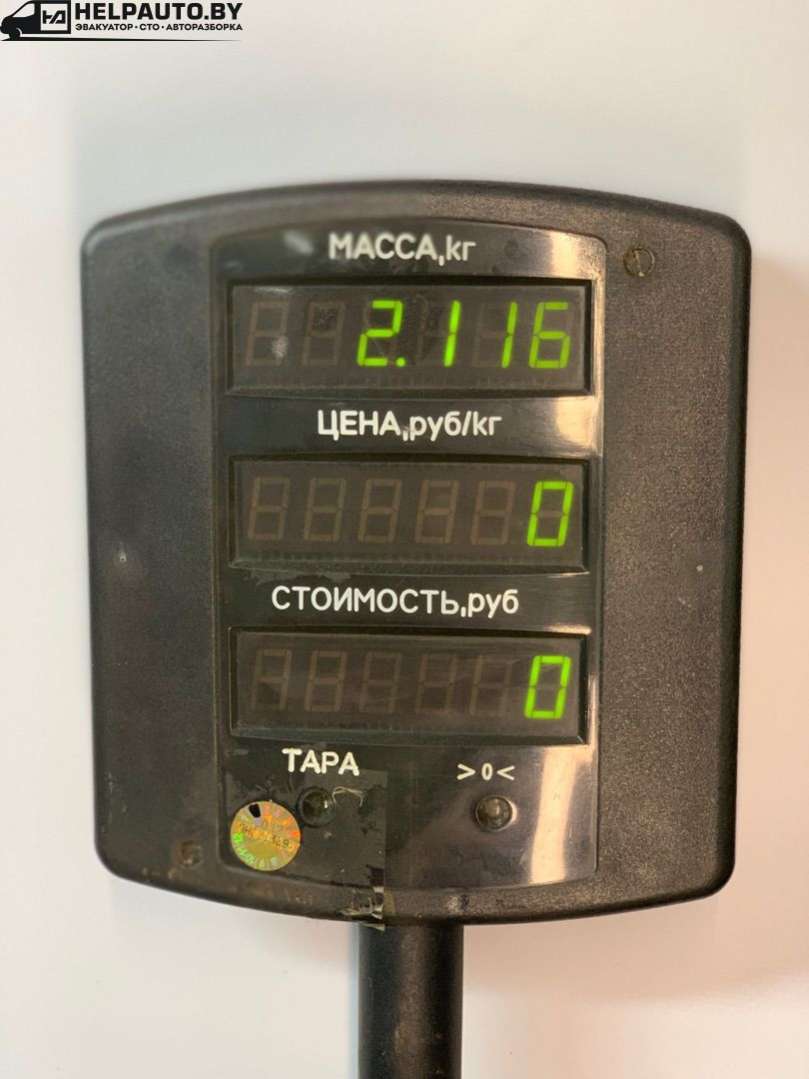 HELPAUTO.BY
ЭВАКУАТОР·СТО·АВТОРАЗБОРКА
МАССА,кг
2.116
ЦЕНА,руб/кг
0
СТОИМОСТЬ,руб
0
ТАРА >0<